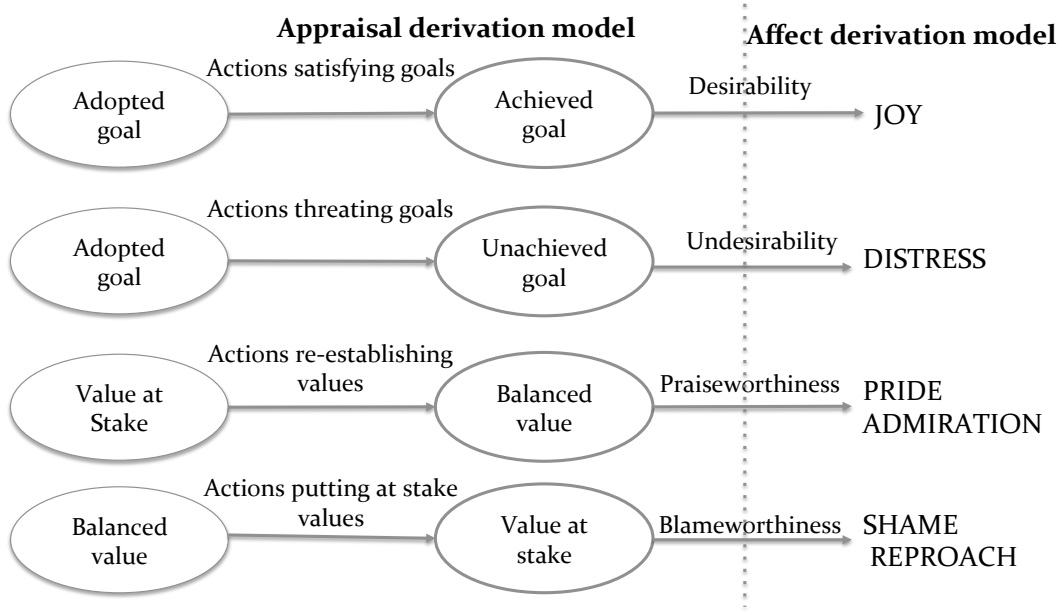 Appraisal derivation model
Affect derivation model
Actions satisfying goals
Adopted
goal
Achieved
goal
Desirability
JOY
Actions threating goals
Adopted
goal
Unachieved
goal
Undesirability
DISTRESS
Actions re-establishing
values
Value at
Stake
Balanced
value
Praiseworthiness
PRIDE
ADMIRATION
Actions putting at stake
values
Balanced
value
Value at
stake
Blameworthiness
SHAME
REPROACH